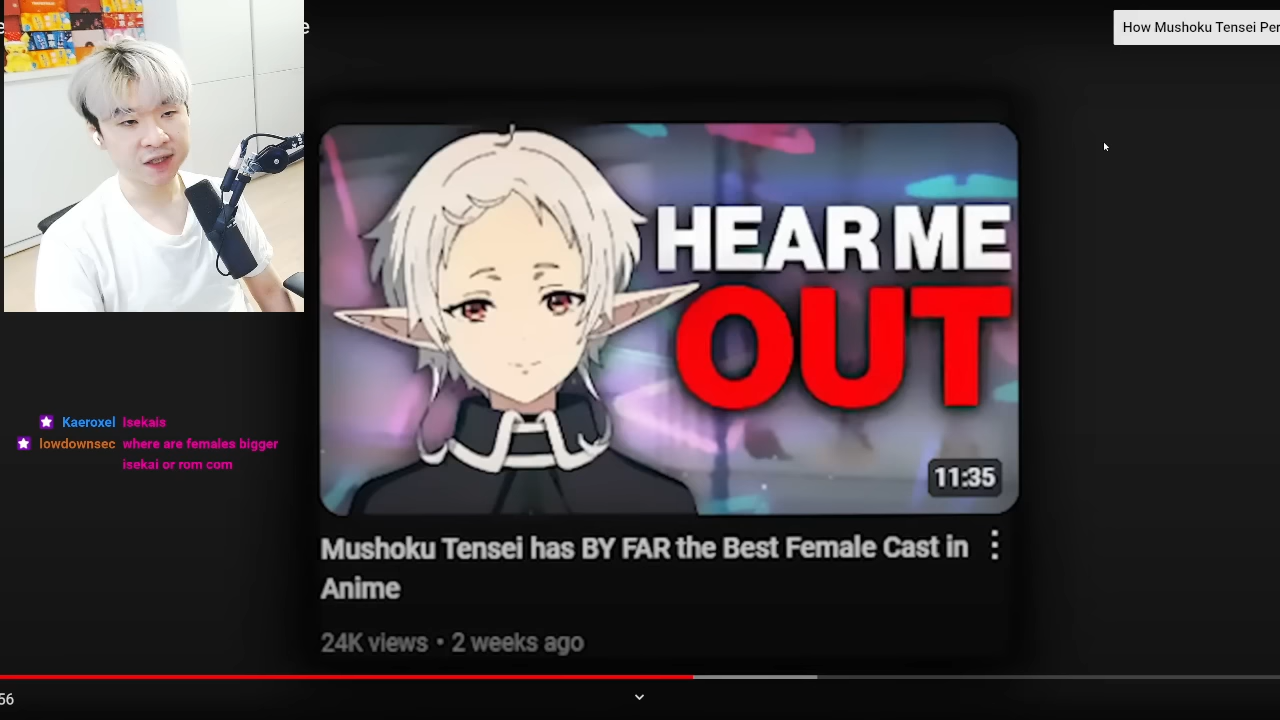 e
How Mushoku Tensei Per
HEAR ME
OUT
Kaeroxel Isekais
lowdownsec where are females bigger
isekai or rom com
11:35
Mushoku Tensei has BY FAR the Best Female Cast in
Anime
24K views • 2 weeks ago
56